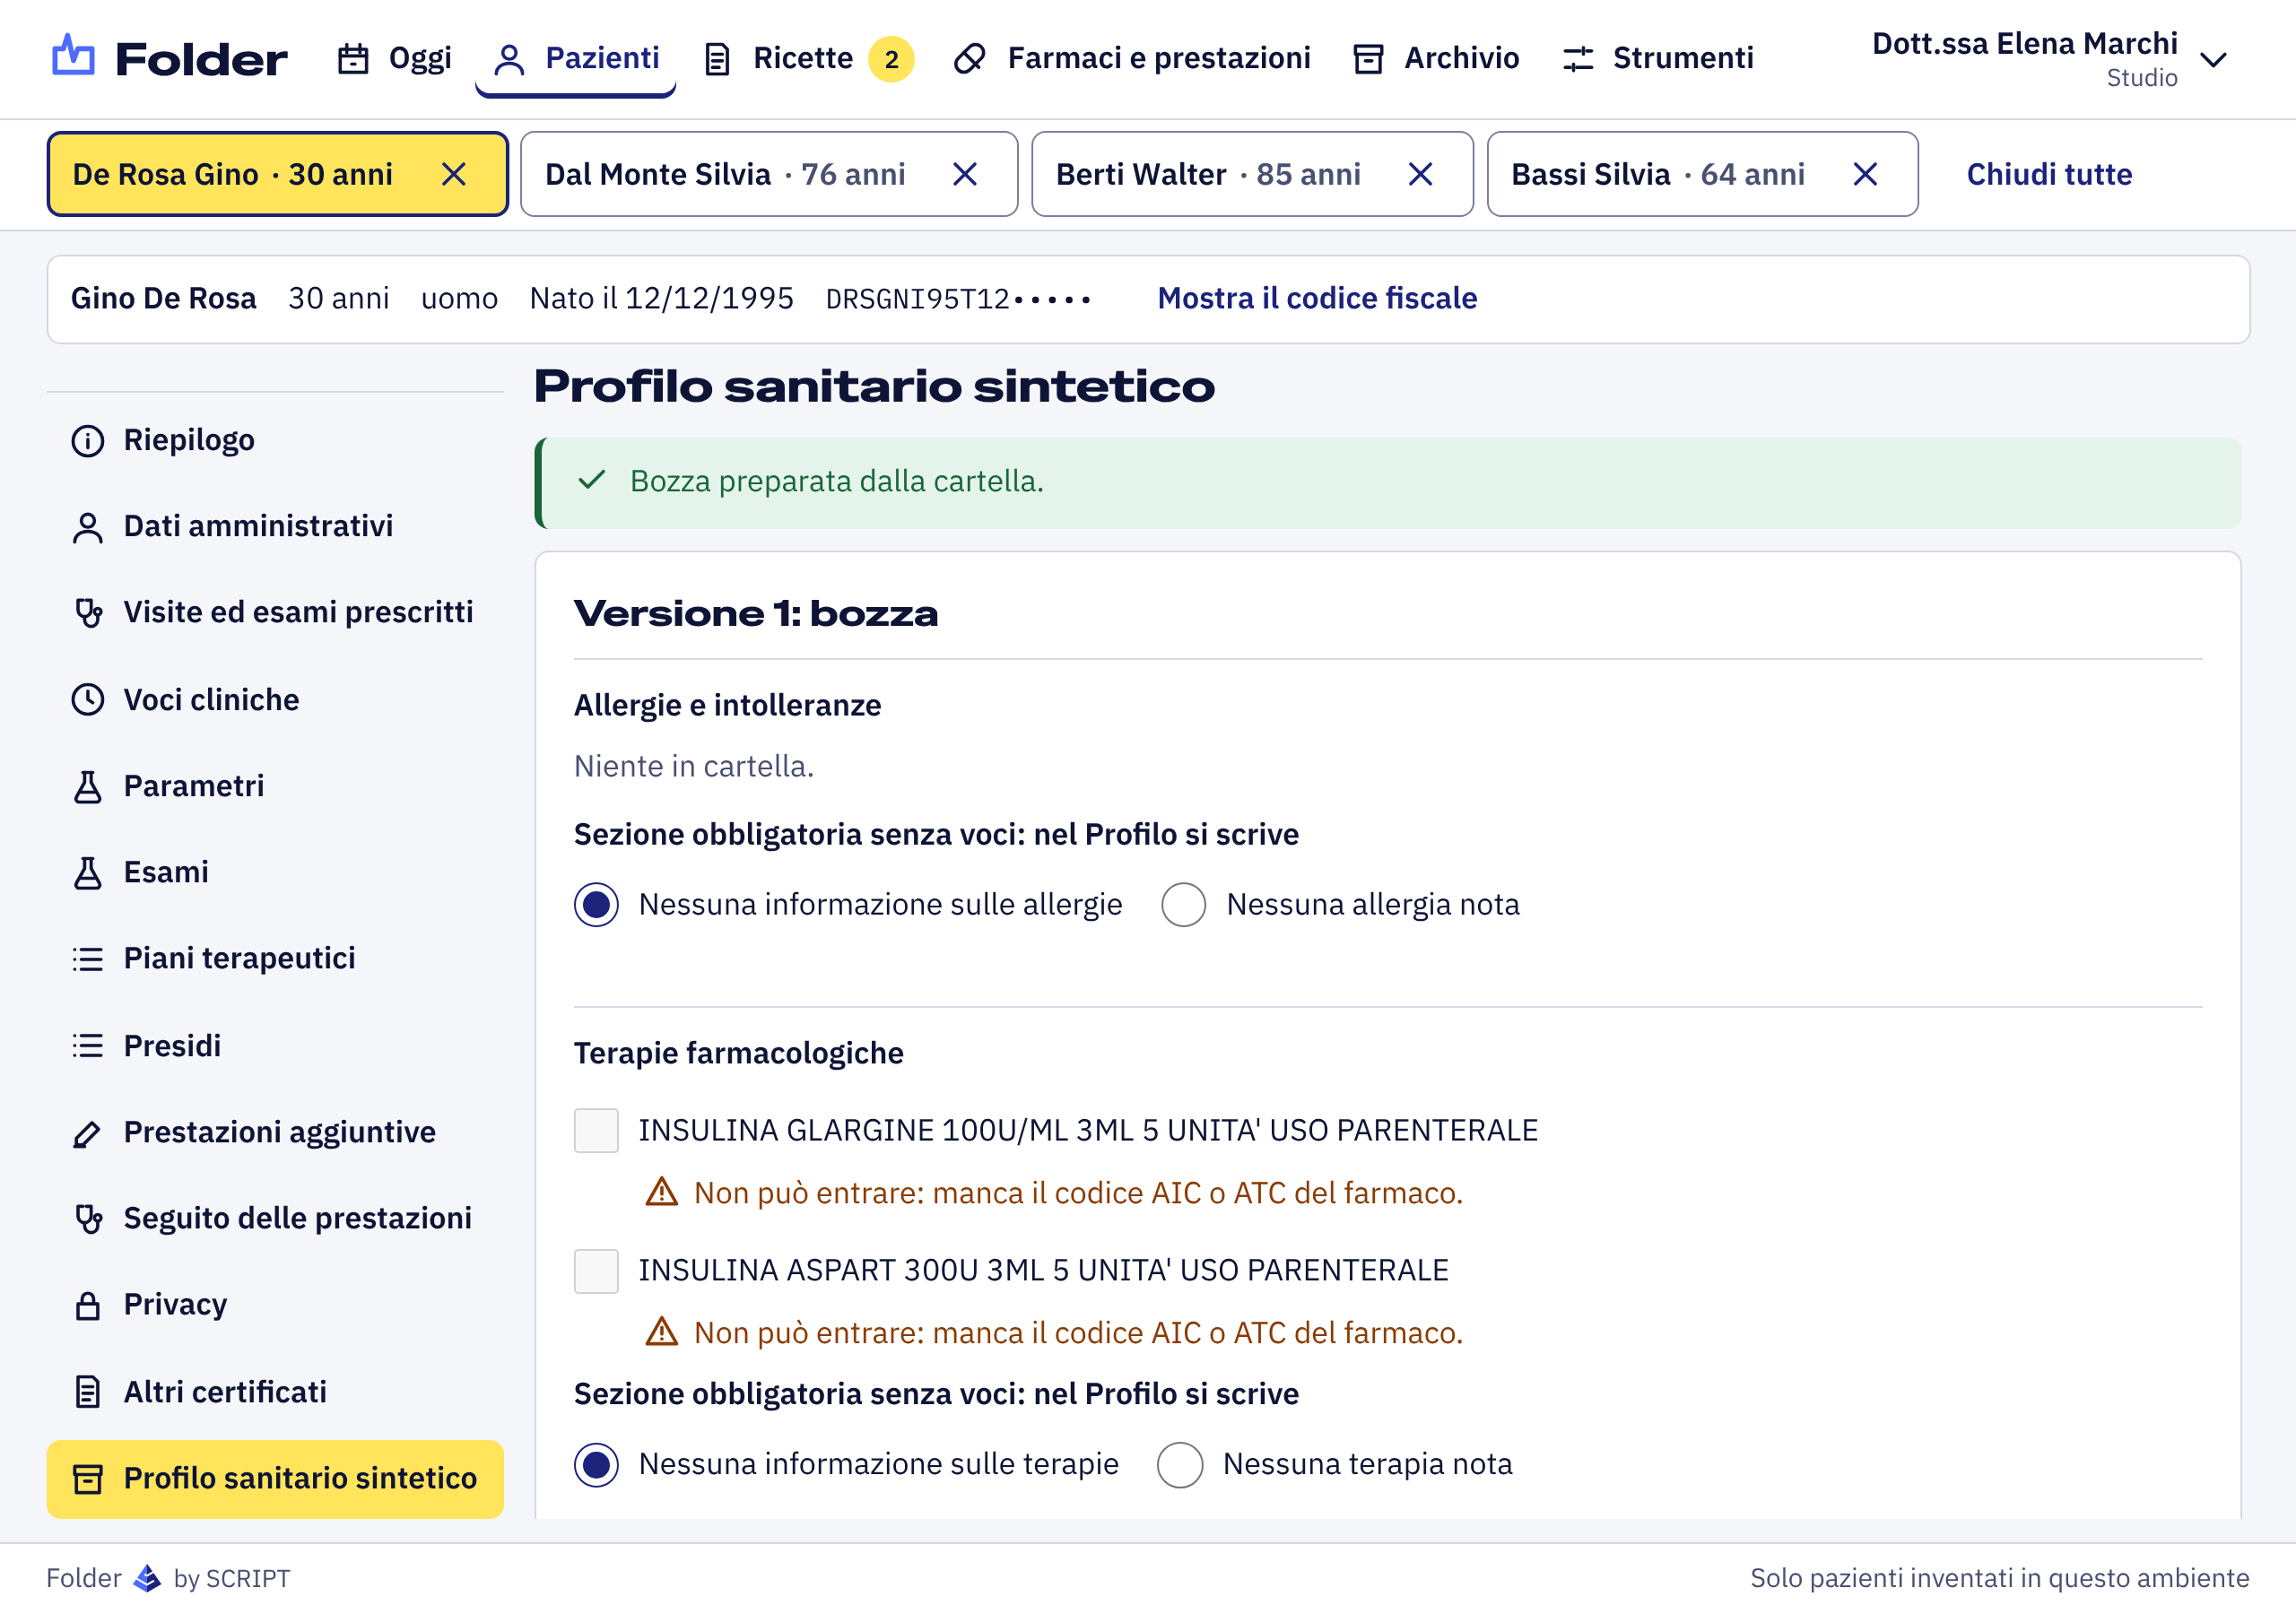 Folder
Oggi
Pazienti
Ricette 2
Farmaci e prestazioni
Archivio
Strumenti
Dott.ssa Elena Marchi
Studio
De Rosa Gino · 30 anni
Dal Monte Silvia · 76 anni
Berti Walter · 85 anni
Bassi Silvia · 64 anni
Chiudi tutte
Gino De Rosa 30 anni uomo Nato il 12/12/1995 DRSGNI95T12••••• Mostra il codice fiscale
Riepilogo
Dati amministrativi
Visite ed esami prescritti
Voci cliniche
Parametri
Esami
Piani terapeutici
Presidi
Prestazioni aggiuntive
Seguito delle prestazioni
Privacy
Altri certificati
Profilo sanitario sintetico
Profilo sanitario sintetico
Bozza preparata dalla cartella.
Versione 1: bozza
Allergie e intolleranze
Niente in cartella.
Sezione obbligatoria senza voci: nel Profilo si scrive
Nessuna informazione sulle allergie Nessuna allergia nota
Terapie farmacologiche
INSULINA GLARGINE 100U/ML 3ML 5 UNITA' USO PARENTERALE
Non può entrare: manca il codice AIC o ATC del farmaco.
INSULINA ASPART 300U 3ML 5 UNITA' USO PARENTERALE
Non può entrare: manca il codice AIC o ATC del farmaco.
Sezione obbligatoria senza voci: nel Profilo si scrive
Nessuna informazione sulle terapie Nessuna terapia nota
Folder by SCRIPT
Solo pazienti inventati in questo ambiente